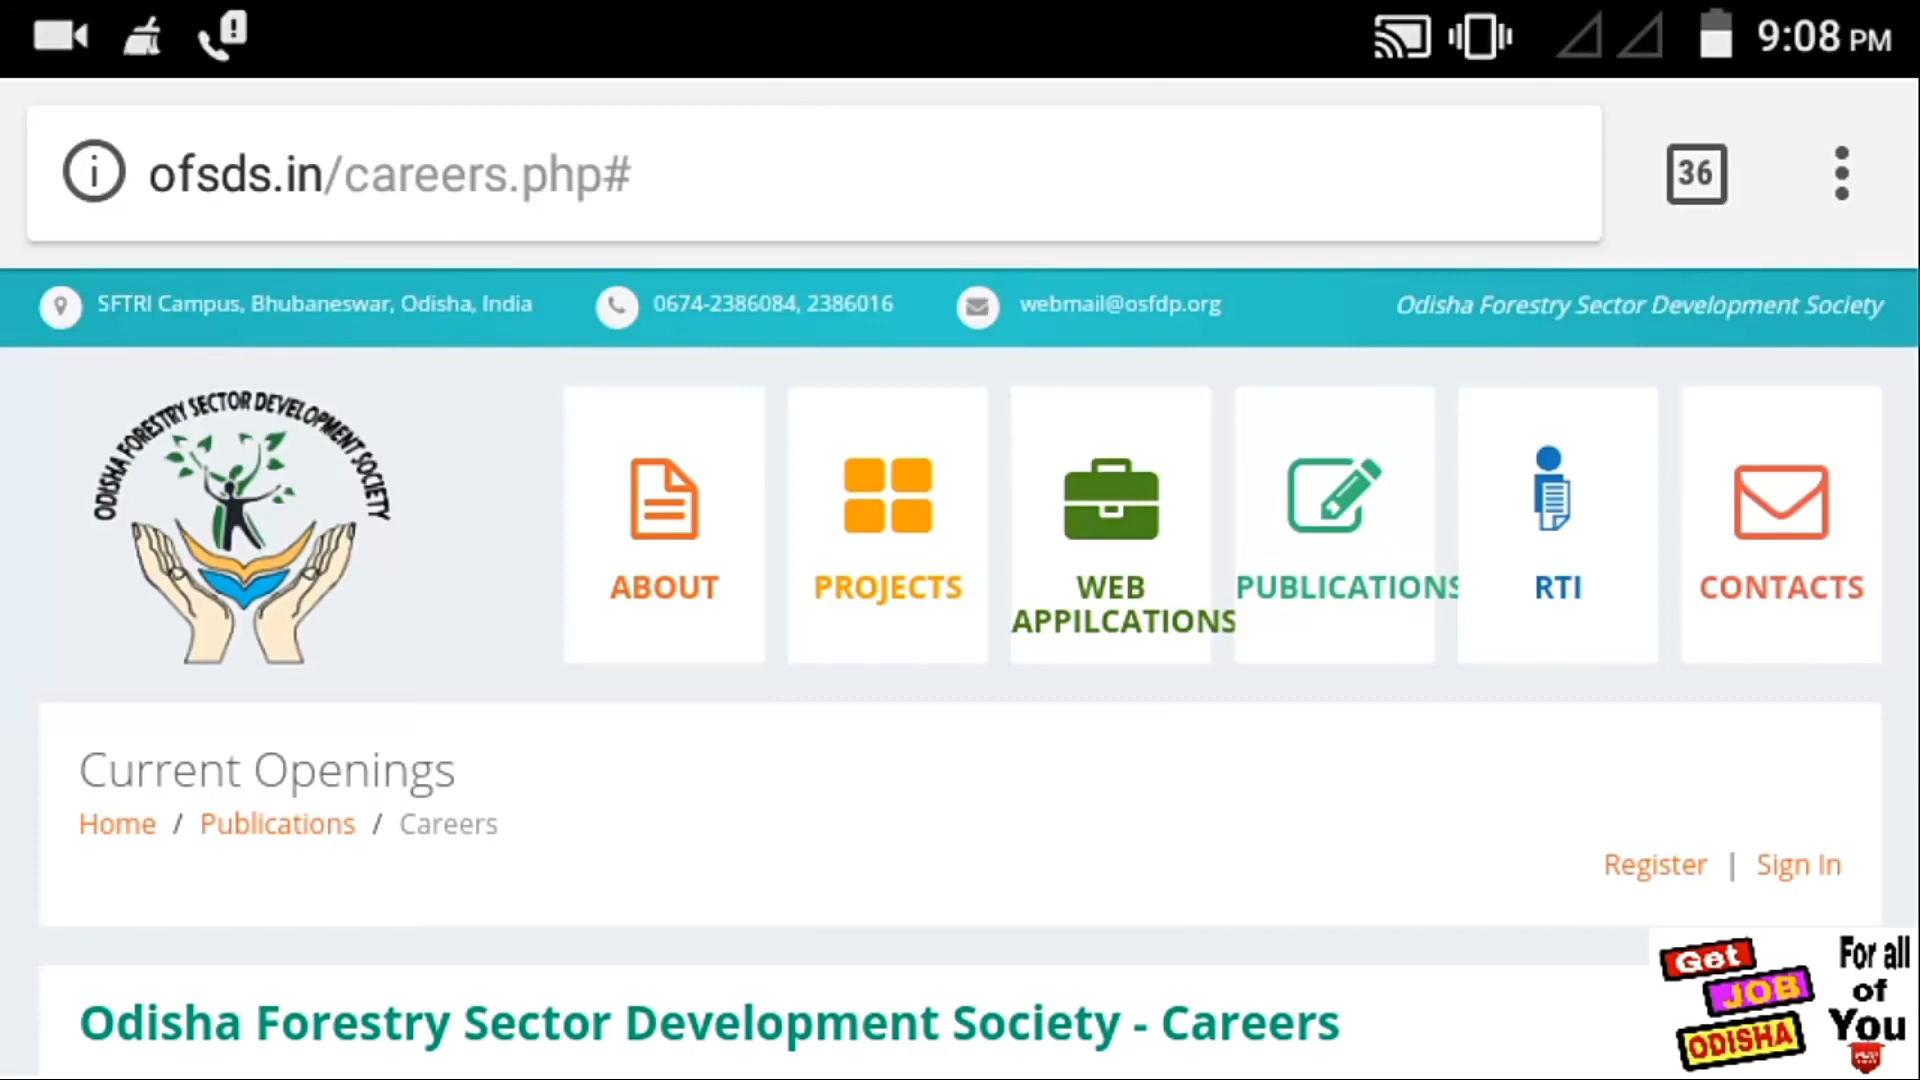 9:08 PM
ofsds.in/careers.php#
36
SFTRI Campus, Bhubaneswar, Odisha, India
0674-2386084, 2386016
webmail@osfdp.org
Odisha Forestry Sector Development Society
ODISHA FORESTRY SECTOR DEVELOPMENT SOCIETY
ABOUT
PROJECTS
WEB
APPILCATIONS
PUBLICATIONS
RTI
CONTACTS
Current Openings
Home / Publications / Careers
Register | Sign In
Odisha Forestry Sector Development Society - Careers
Get
JOB
ODISHA
For all
of
You